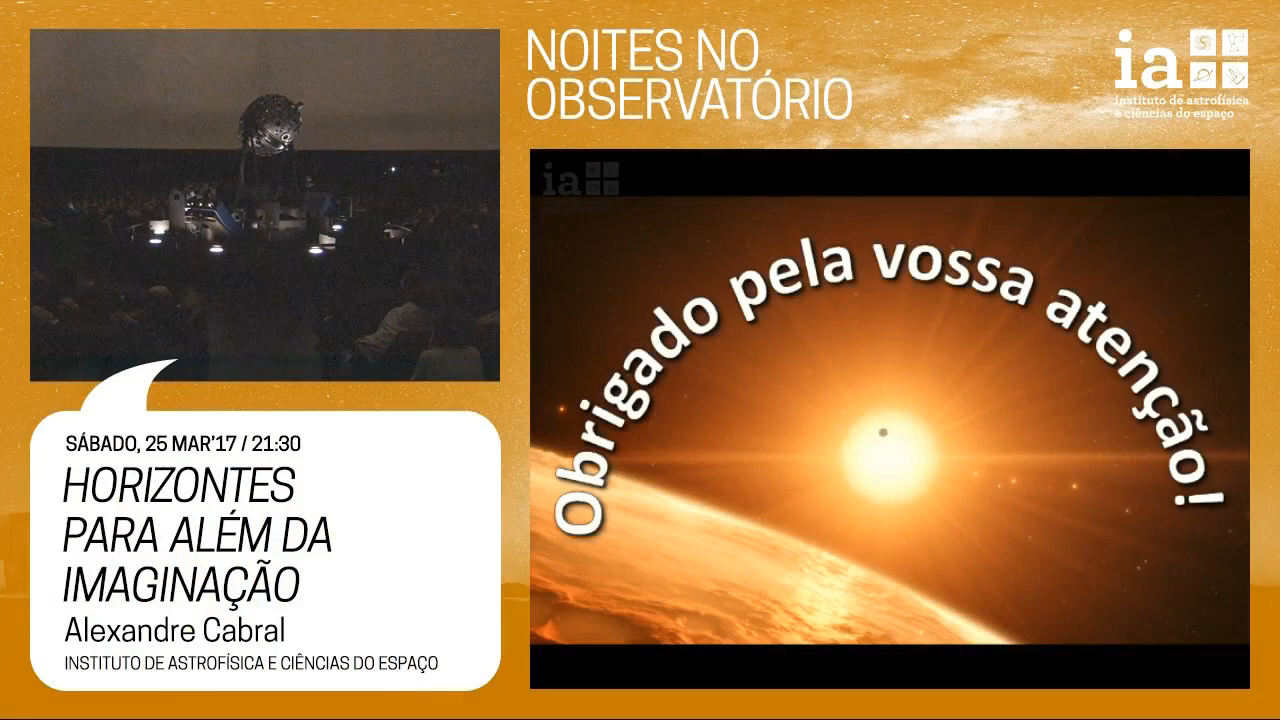 NOITES NO
OBSERVATÓRIO
ia
instituto de astrofísica
e ciências do espaço
ia
Obrigado pela vossa atenção!
SÁBADO, 25 MAR'17 / 21:30
HORIZONTES
PARA ALÉM DA
IMAGINAÇÃO
Alexandre Cabral
INSTITUTO DE ASTROFÍSICA E CIÊNCIAS DO ESPAÇO